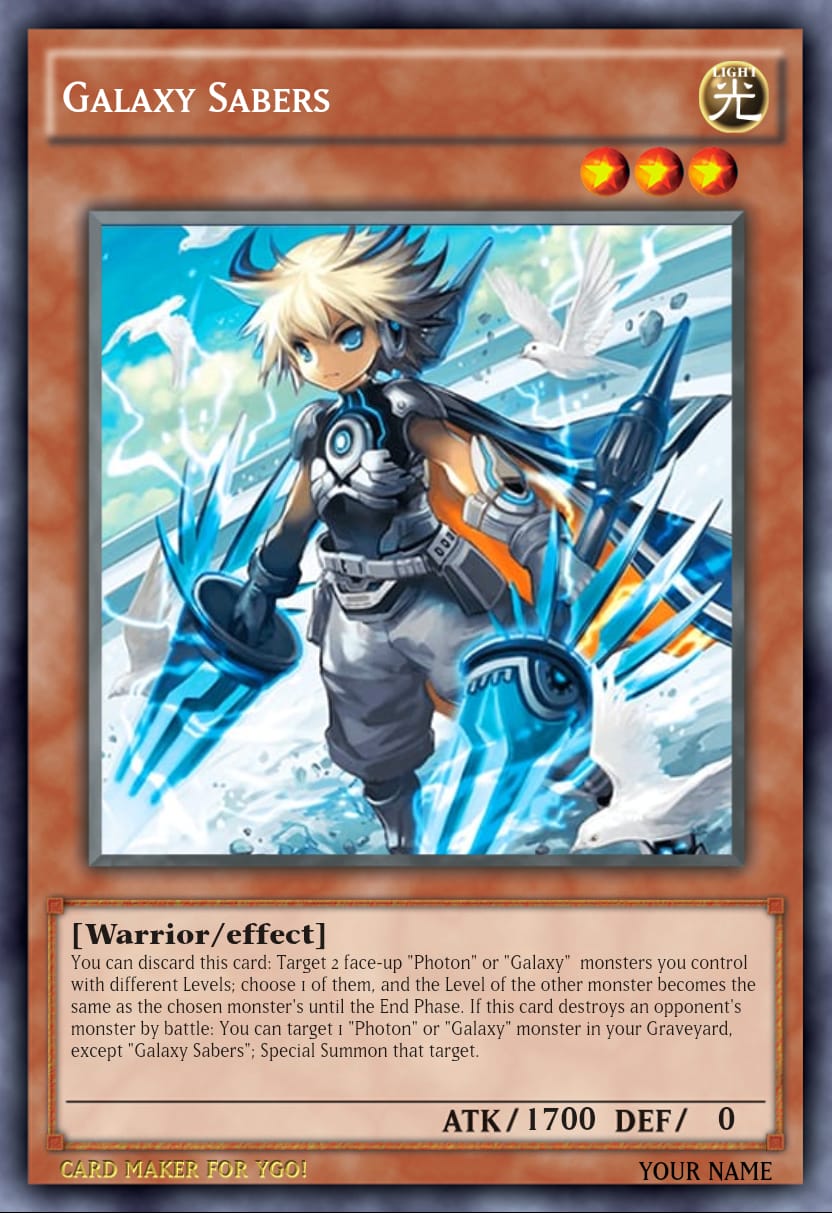 Galaxy Sabers
LIGHT
光
[Warrior/effect]
You can discard this card: Target 2 face-up "Photon" or "Galaxy" monsters you control
with different Levels; choose 1 of them, and the Level of the other monster becomes the
same as the chosen monster's until the End Phase. If this card destroys an opponent's
monster by battle: You can target 1 "Photon" or "Galaxy" monster in your Graveyard,
except "Galaxy Sabers"; Special Summon that target.
ATK/1700 DEF/ 0
CARD MAKER FOR YGO! YOUR NAME